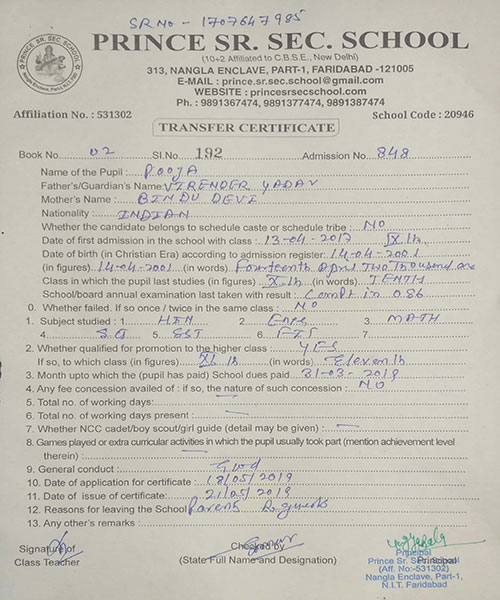 SR No - 1707647985
PRINCE SR. SEC. SCHOOL
(10+2 Affiliated to C.B.S.E., New Delhi)
313, NANGLA ENCLAVE, PART-1, FARIDABAD -121005
E-MAIL : prince.sr.sec.school@gmail.com
WEBSITE : princesrsecschool.com
Ph. : 9891367474, 9891377474, 9891387474
Affiliation No. : 531302 School Code : 20946
TRANSFER CERTIFICATE
Book No. 02 Sl.No. 192 Admission No. 848
Name of the Pupil : POOJA
Father's/Guardian's Name VIRENDER YADAV
Mother's Name : BINDU DEVI
Nationality : INDIAN
Whether the candidate belongs to schedule caste or schedule tribe : NO
Date of first admission in the school with class : 13-04-2017 IX th
Date of birth (in Christian Era) according to admission register : 14-04-2001
(in figures) 14-04-2001 (in words) Fourteenth April Two Thousand one
Class in which the pupil last studies (in figures) X th (in words) TENTH
School/board annual examination last taken with result : Compt in 086
0. Whether failed. If so once / twice in the same class : NO
1. Subject studied : 1. HIN 2. ENG 3. MATH
4. SC 5. SST 6. FIT 7.
2. Whether qualified for promotion to the higher class : YES
If so, to which class (in figures) XI th (in words) Eleventh
3. Month upto which the (pupil has paid) School dues paid 31-03-2019
4. Any fee concession availed of : if so, the nature of such concession : NO
5. Total no. of working days:
6. Total no. of working days present :
7. Whether NCC cadet/boy scout/girl guide (detail may be given) :
8. Games played or extra curricular activities in which the pupil usually took part (mention achievement level
therein) :
9. General conduct : Good
10. Date of application for certificate : 18/05/2019
11. Date of issue of certificate: 21/05/2019
12. Reasons for leaving the School Parents Request
13. Any other's remarks :
Signature of Checked by Principal
Class Teacher (State Full Name and Designation) Prince Sr. Sec. School Principal
(Aff. No:-531302)
Nangla Enclave, Part-1,
N.I.T. Faridabad